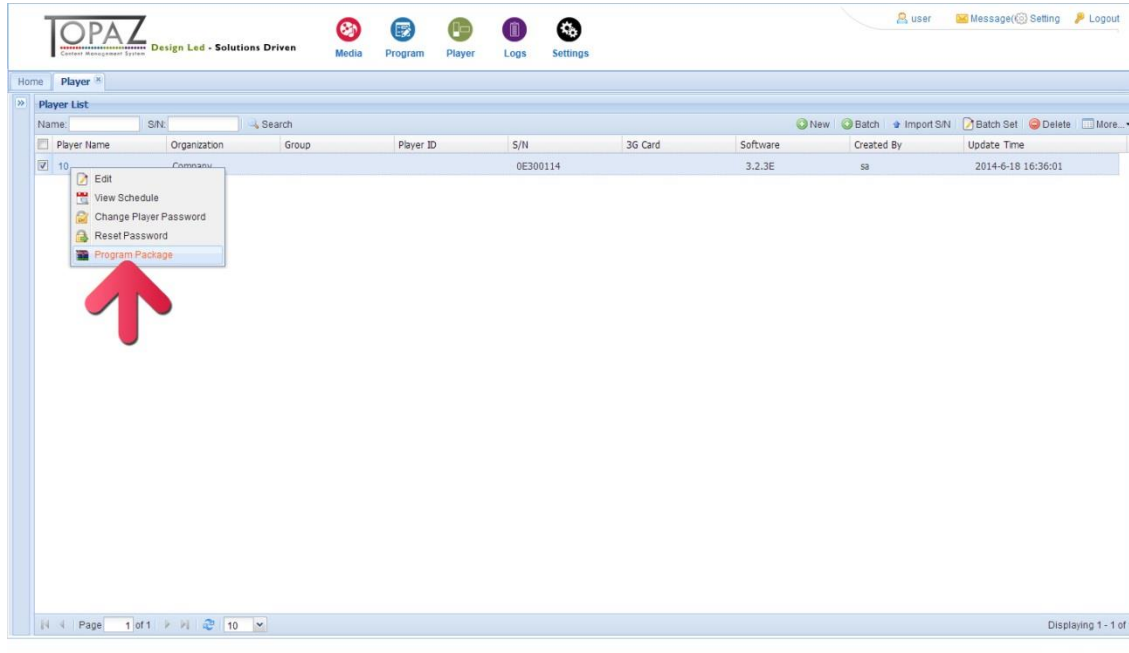 user Message( Setting Logout
TOPAZ Design Led - Solutions Driven
Content Management System
Media Program Player Logs Settings
Home Player
Player List
Name: S/N: Search New Batch Import S/N Batch Set Delete More...
Player Name Organization Group Player ID S/N 3G Card Software Created By Update Time
10 Company 0E300114 3.2.3E sa 2014-6-18 16:36:01
Edit
View Schedule
Change Player Password
Reset Password
Program Package
Page 1 of 1 10 Displaying 1 - 1 of